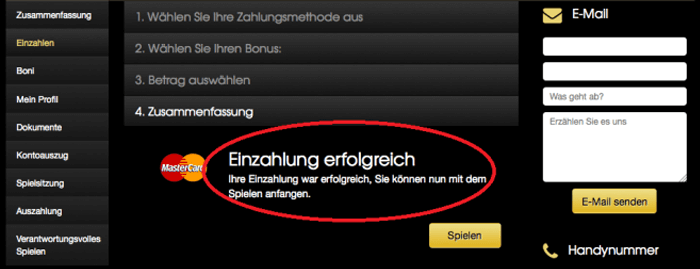 Zusammenfassung
Einzahlen
Boni
Mein Profil
Dokumente
Kontoauszug
Spielsitzung
Auszahlung
Verantwortungsvolles
Spielen
1. Wählen Sie Ihre Zahlungsmethode aus
2. Wählen Sie Ihren Bonus:
3. Betrag auswählen
4. Zusammenfassung
MasterCard
Einzahlung erfolgreich
Ihre Einzahlung war erfolgreich, Sie können nun mit dem
Spielen anfangen.
Spielen
E-Mail
Was geht ab?
Erzählen Sie es uns
E-Mail senden
Handynummer